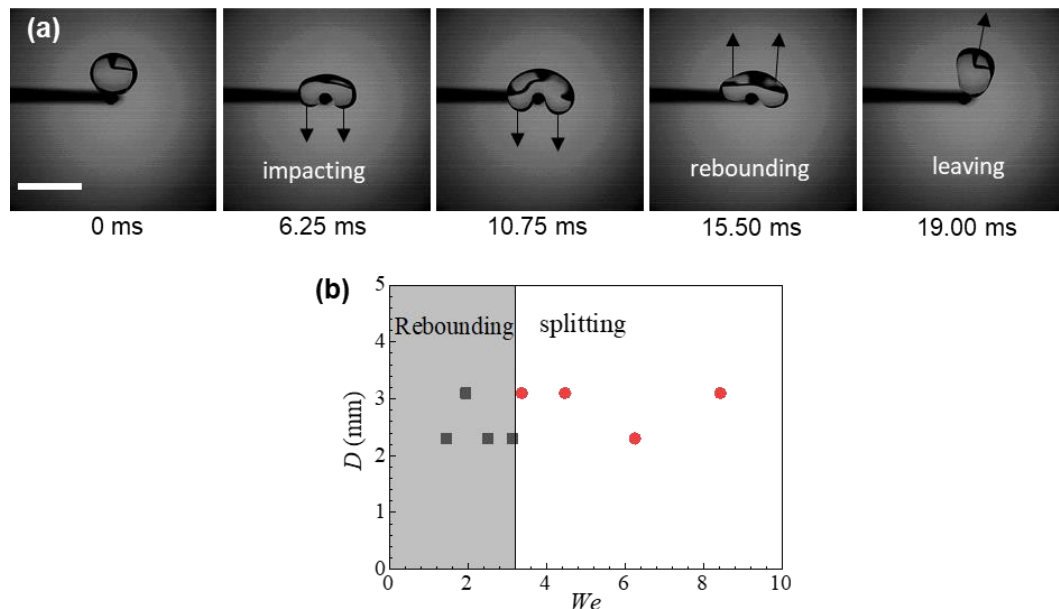 (a)
impacting
rebounding
leaving
0 ms
6.25 ms
10.75 ms
15.50 ms
19.00 ms
(b)
5
4
3
2
1
0
D (mm)
Rebounding
splitting
0
2
4
6
8
10
We